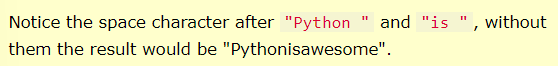 Notice the space character after "Python " and "is ", without
them the result would be "Pythonisawesome".